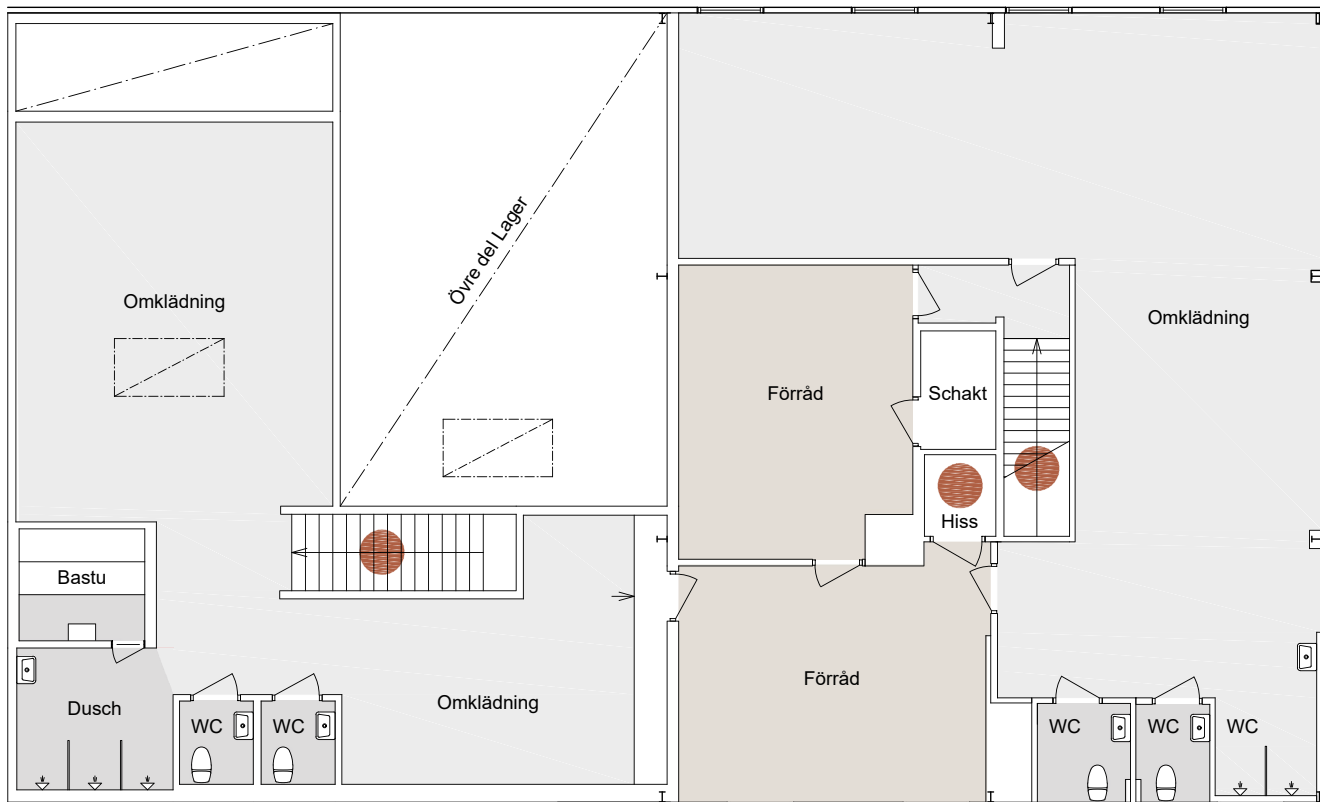 Övre del Lager
Omklädning
Omklädning
Förråd
Schakt
Hiss
Bastu
Förråd
Omklädning
Dusch
WC
WC
WC
WC
WC